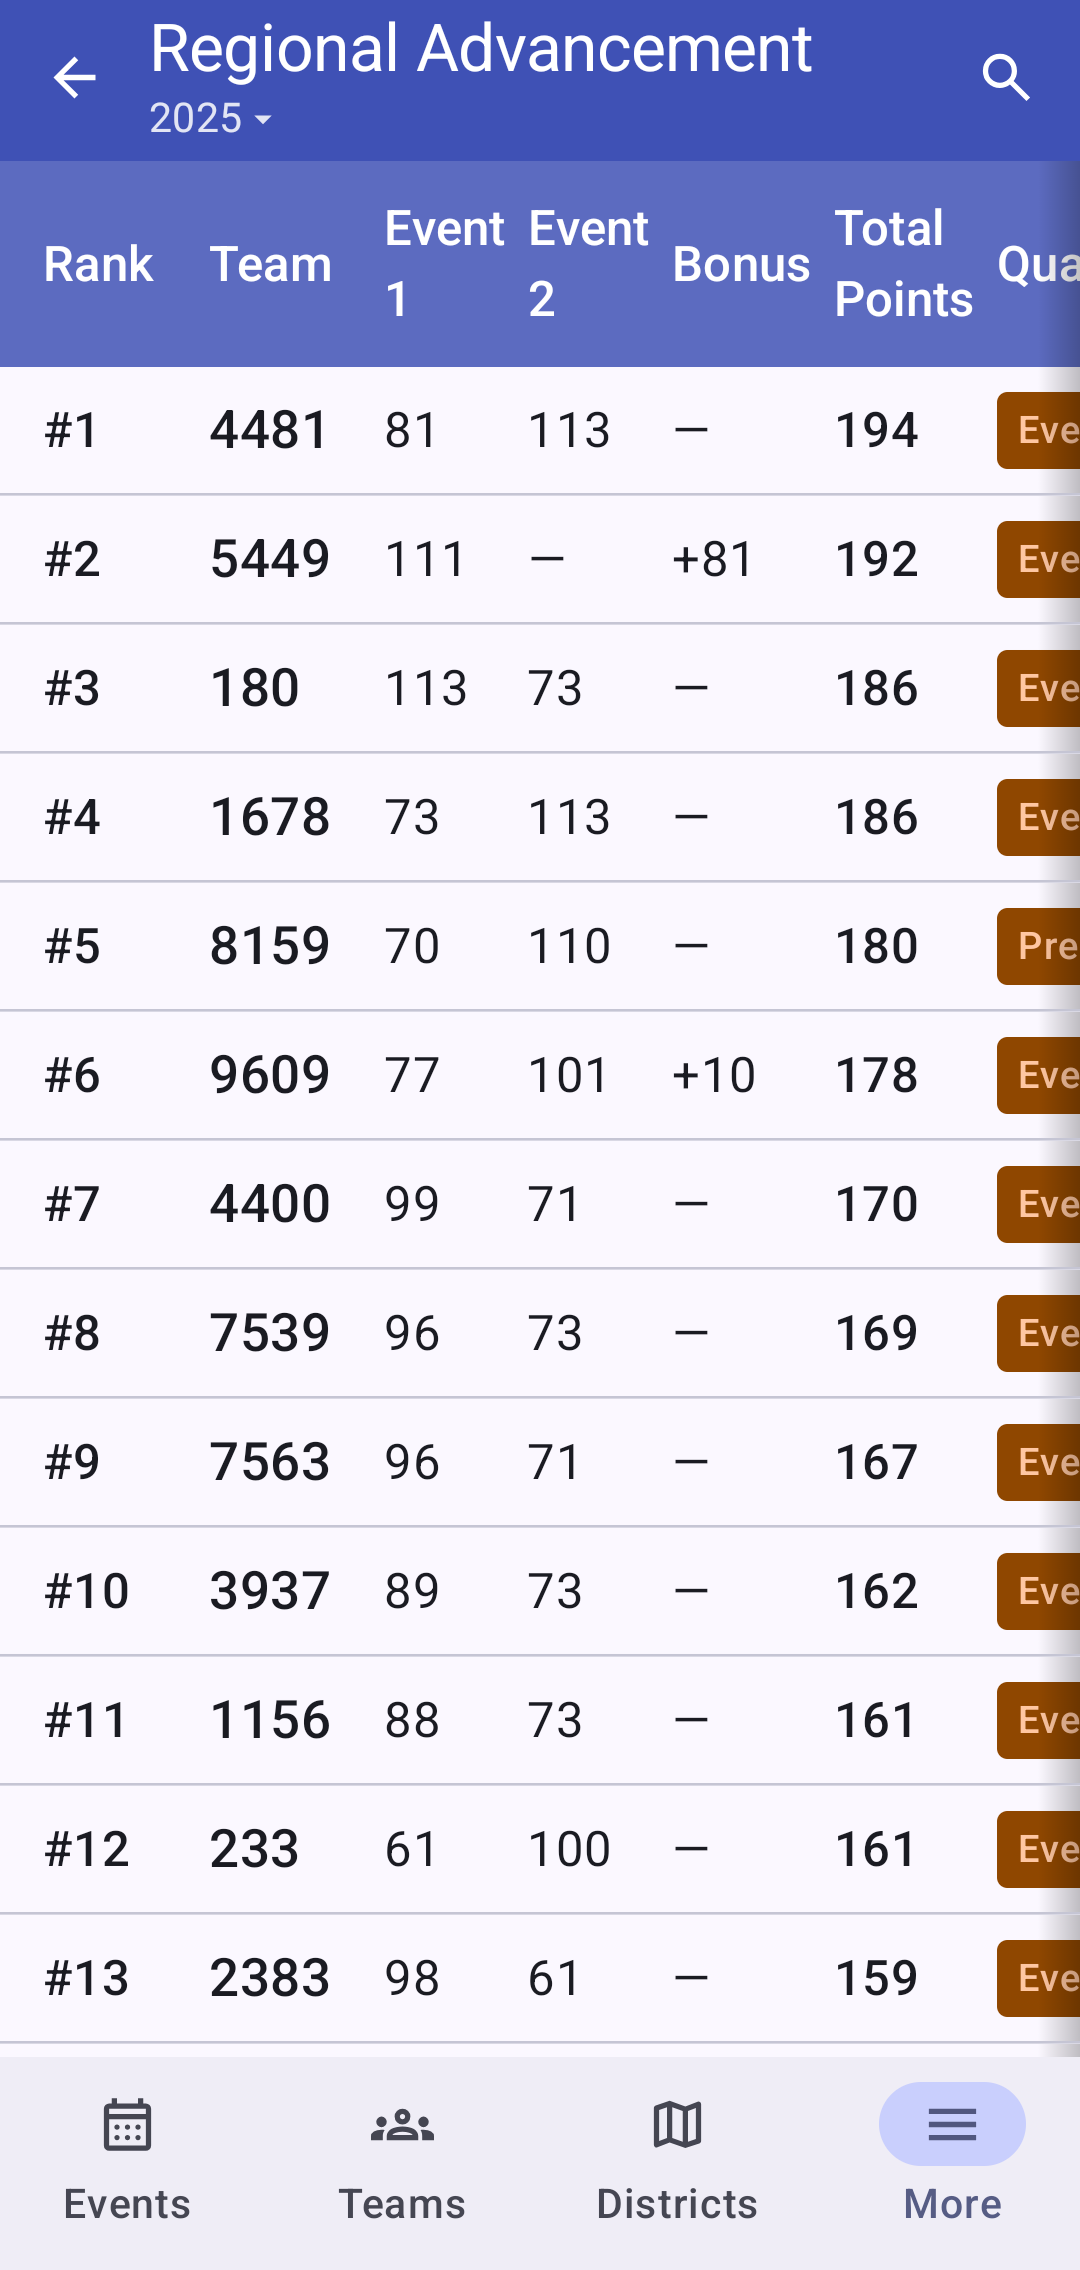 Regional Advancement
2025
Rank Team Event 1 Event 2 Bonus Total Points Qua
#1 4481 81 113 — 194 Eve
#2 5449 111 — +81 192 Eve
#3 180 113 73 — 186 Eve
#4 1678 73 113 — 186 Eve
#5 8159 70 110 — 180 Pre
#6 9609 77 101 +10 178 Eve
#7 4400 99 71 — 170 Eve
#8 7539 96 73 — 169 Eve
#9 7563 96 71 — 167 Eve
#10 3937 89 73 — 162 Eve
#11 1156 88 73 — 161 Eve
#12 233 61 100 — 161 Eve
#13 2383 98 61 — 159 Eve
Events Teams Districts More